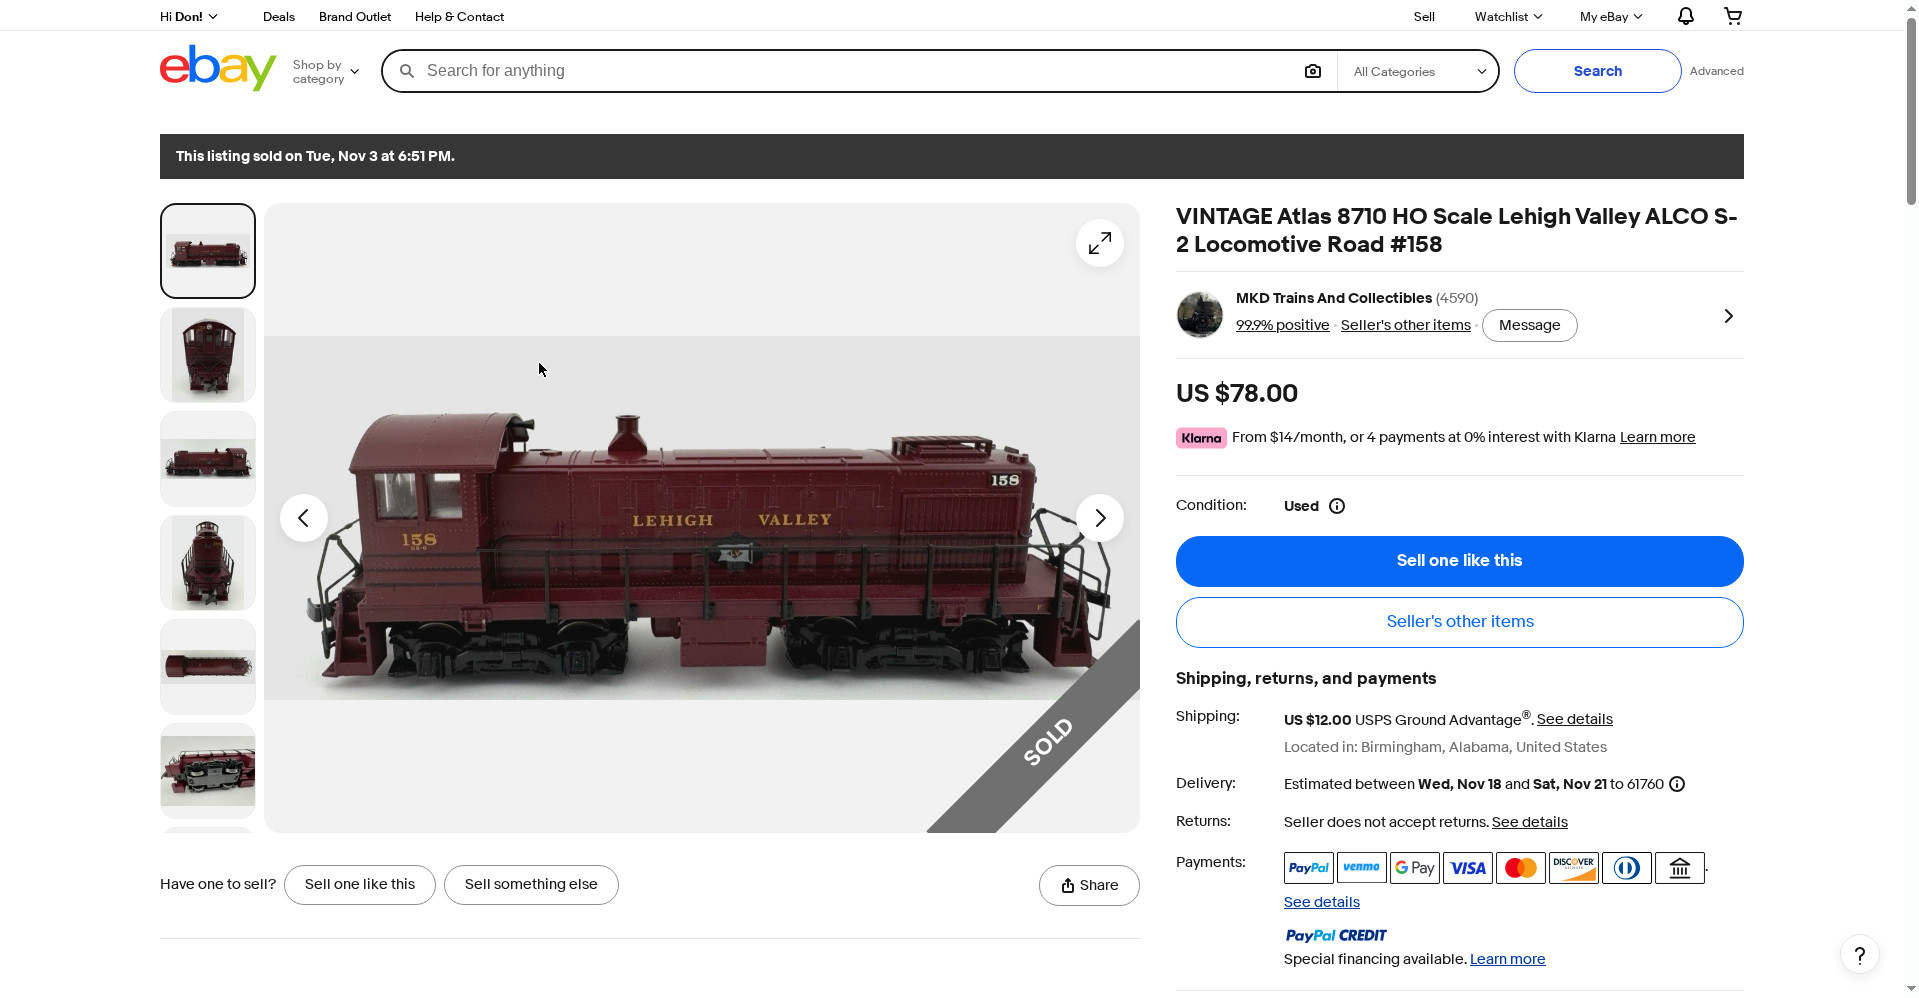 Hi Don!
Deals
Brand Outlet
Help & Contact
Sell
Watchlist
My eBay
ebay
Shop by
category
Search for anything
All Categories
Search
Advanced
This listing sold on Tue, Nov 3 at 6:51 PM.
158
LEHIGH VALLEY
158
LV
SOLD
Have one to sell?
Sell one like this
Sell something else
Share
VINTAGE Atlas 8710 HO Scale Lehigh Valley ALCO S-
2 Locomotive Road #158
MKD Trains And Collectibles (4590)
99.9% positive · Seller's other items · Message
US $78.00
Klarna From $14/month, or 4 payments at 0% interest with Klarna Learn more
Condition: Used
Sell one like this
Seller's other items
Shipping, returns, and payments
Shipping: US $12.00 USPS Ground Advantage®. See details
Located in: Birmingham, Alabama, United States
Delivery: Estimated between Wed, Nov 18 and Sat, Nov 21 to 61760
Returns: Seller does not accept returns. See details
Payments: PayPal venmo G Pay VISA DISCOVER .
See details
PayPal CREDIT
Special financing available. Learn more
?